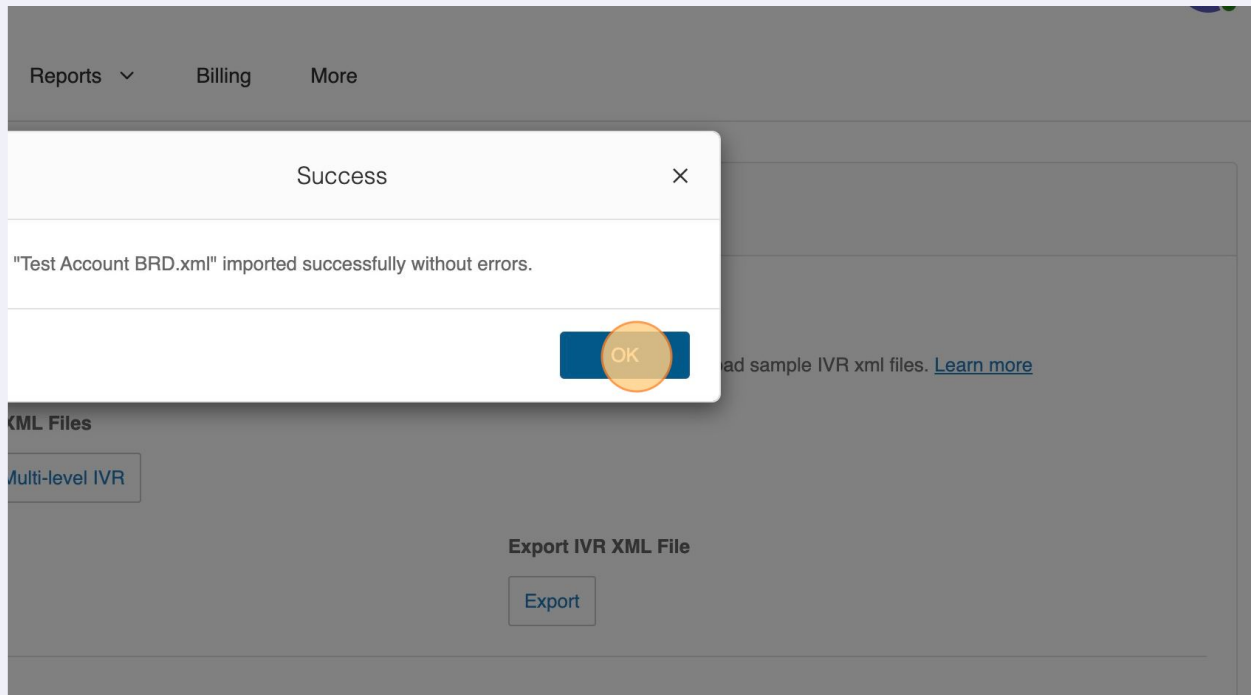 Reports Billing More
Success
"Test Account BRD.xml" imported successfully without errors.
OK
sample IVR xml files. Learn more
XML Files
Multi-level IVR
Export IVR XML File
Export